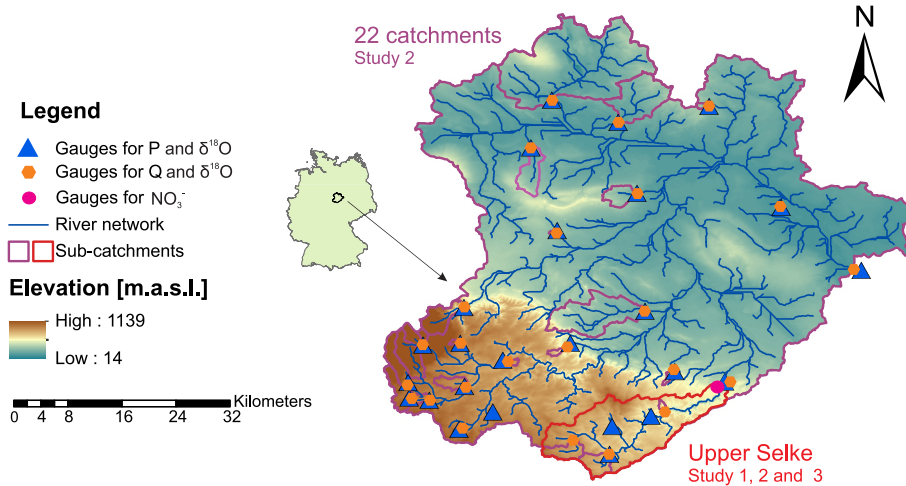 22 catchments
Study 2
N
Legend
Gauges for P and δ¹⁸O
Gauges for Q and δ¹⁸O
Gauges for NO₃⁻
River network
Sub-catchments
Elevation [m.a.s.l.]
High : 1139
Low : 14
0 4 8 16 24 32 Kilometers
Upper Selke
Study 1, 2 and 3